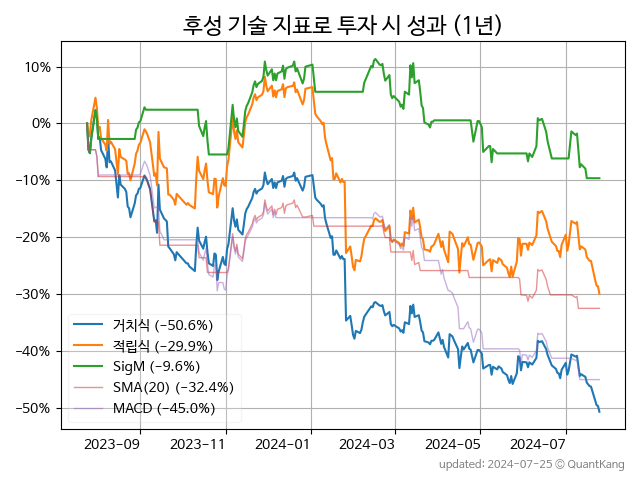 후성 기술 지표로 투자 시 성과 (1년)
10%
0%
−10%
−20%
−30%
−40%
−50%
거치식 (−50.6%)
적립식 (−29.9%)
SigM (−9.6%)
SMA(20) (−32.4%)
MACD (−45.0%)
2023−09 2023−11 2024−01 2024−03 2024−05 2024−07
updated: 2024-07-25 © QuantKang